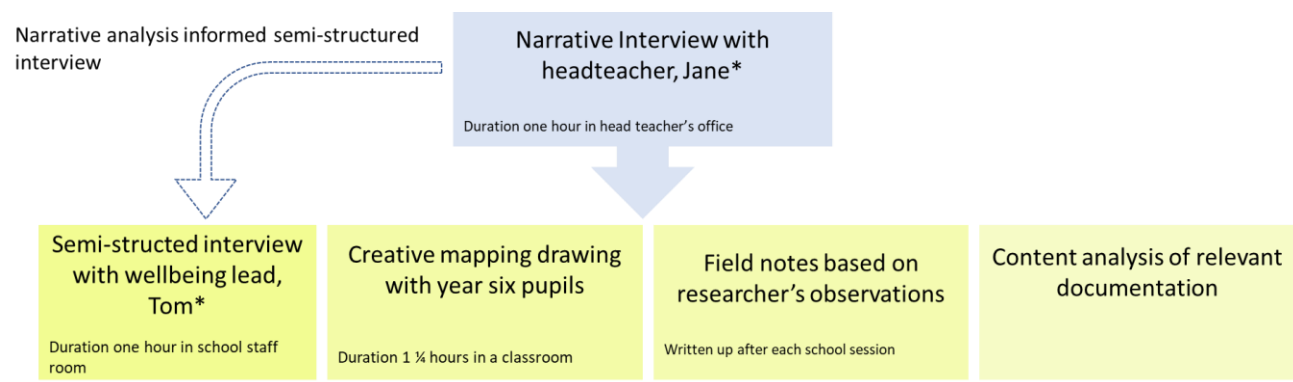 Narrative analysis informed semi-structured
interview
Narrative Interview with
headteacher, Jane*
Duration one hour in head teacher's office
Semi-structed interview
with wellbeing lead,
Tom*
Duration one hour in school staff
room
Creative mapping drawing
with year six pupils
Duration 1 ¼ hours in a classroom
Field notes based on
researcher's observations
Written up after each school session
Content analysis of relevant
documentation